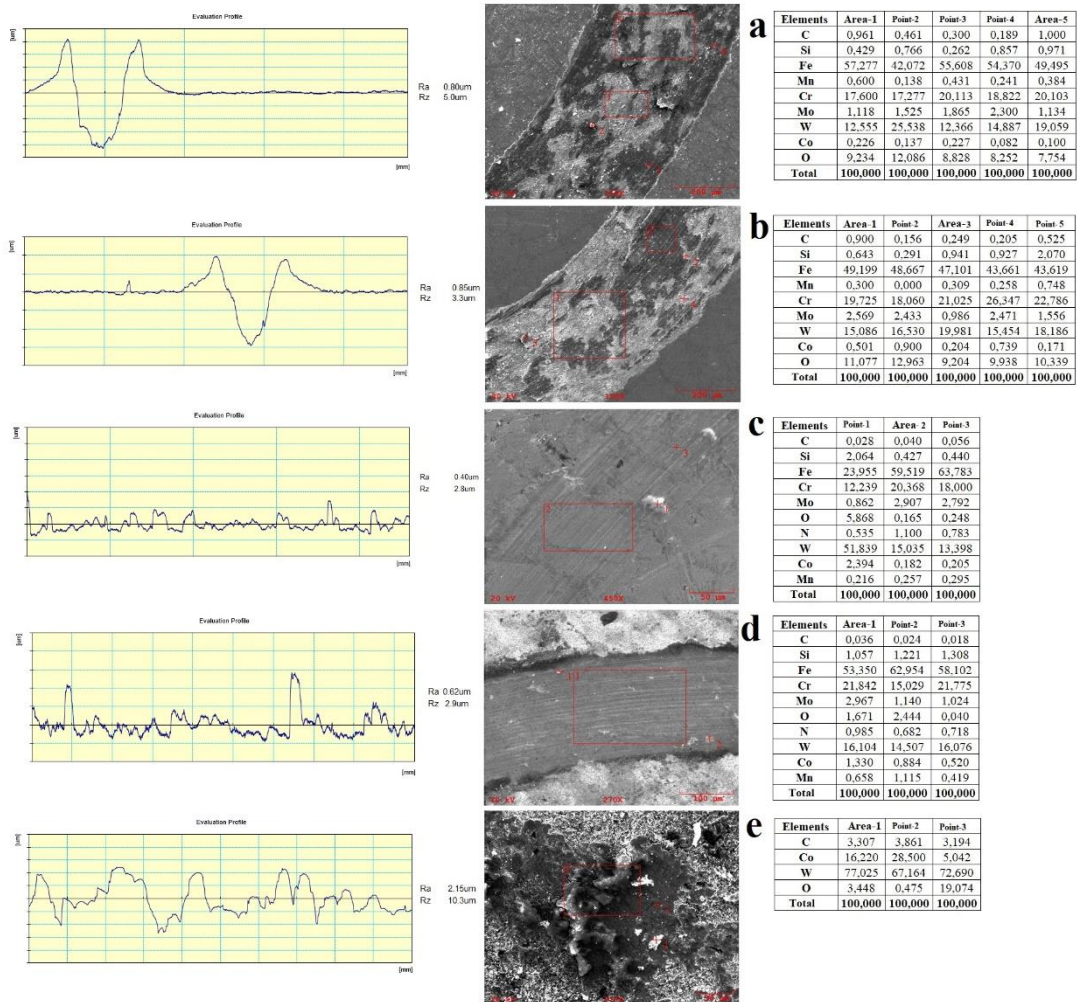 Evaluation Profile
[um]
[mm]
Ra 0.80um
Rz 5.0um
a
Elements Area-1 Point-2 Point-3 Point-4 Area-5
C 0,961 0,461 0,300 0,189 1,000
Si 0,429 0,766 0,262 0,857 0,971
Fe 57,277 42,072 55,608 54,370 49,495
Mn 0,600 0,138 0,431 0,241 0,384
Cr 17,600 17,277 20,113 18,822 20,103
Mo 1,118 1,525 1,865 2,300 1,134
W 12,555 25,538 12,366 14,887 19,059
Co 0,226 0,137 0,227 0,082 0,100
O 9,234 12,086 8,828 8,252 7,754
Total 100,000 100,000 100,000 100,000 100,000
Evaluation Profile
[um]
[mm]
Ra 0.85um
Rz 3.3um
b
Elements Area-1 Point-2 Area-3 Point-4 Point-5
C 0,900 0,156 0,249 0,205 0,525
Si 0,643 0,291 0,941 0,927 2,070
Fe 49,199 48,667 47,101 43,661 43,619
Mn 0,300 0,000 0,309 0,258 0,748
Cr 19,725 18,060 21,025 26,347 22,786
Mo 2,569 2,433 0,986 2,471 1,556
W 15,086 16,530 19,981 15,454 18,186
Co 0,501 0,900 0,204 0,739 0,171
O 11,077 12,963 9,204 9,938 10,339
Total 100,000 100,000 100,000 100,000 100,000
Evaluation Profile
[um]
[mm]
Ra 0.40um
Rz 2.8um
20 kV 450X 50 µm
c
Elements Point-1 Area-2 Point-3
C 0,028 0,040 0,056
Si 2,064 0,427 0,440
Fe 23,955 59,519 63,783
Cr 12,239 20,368 18,000
Mo 0,862 2,907 2,792
O 5,868 0,165 0,248
N 0,535 1,100 0,783
W 51,839 15,035 13,398
Co 2,394 0,182 0,205
Mn 0,216 0,257 0,295
Total 100,000 100,000 100,000
Evaluation Profile
[um]
[mm]
Ra 0.62um
Rz 2.9um
270X 100 µm
d
Elements Area-1 Point-2 Point-3
C 0,036 0,024 0,018
Si 1,057 1,221 1,308
Fe 53,350 62,954 58,102
Cr 21,842 15,029 21,775
Mo 2,967 1,140 1,024
O 1,671 2,444 0,040
N 0,985 0,682 0,718
W 16,104 14,507 16,076
Co 1,330 0,884 0,520
Mn 0,658 1,115 0,419
Total 100,000 100,000 100,000
Evaluation Profile
[um]
[mm]
Ra 2.15um
Rz 10.3um
e
Elements Area-1 Point-2 Point-3
C 3,307 3,861 3,194
Co 16,220 28,500 5,042
W 77,025 67,164 72,690
O 3,448 0,475 19,074
Total 100,000 100,000 100,000